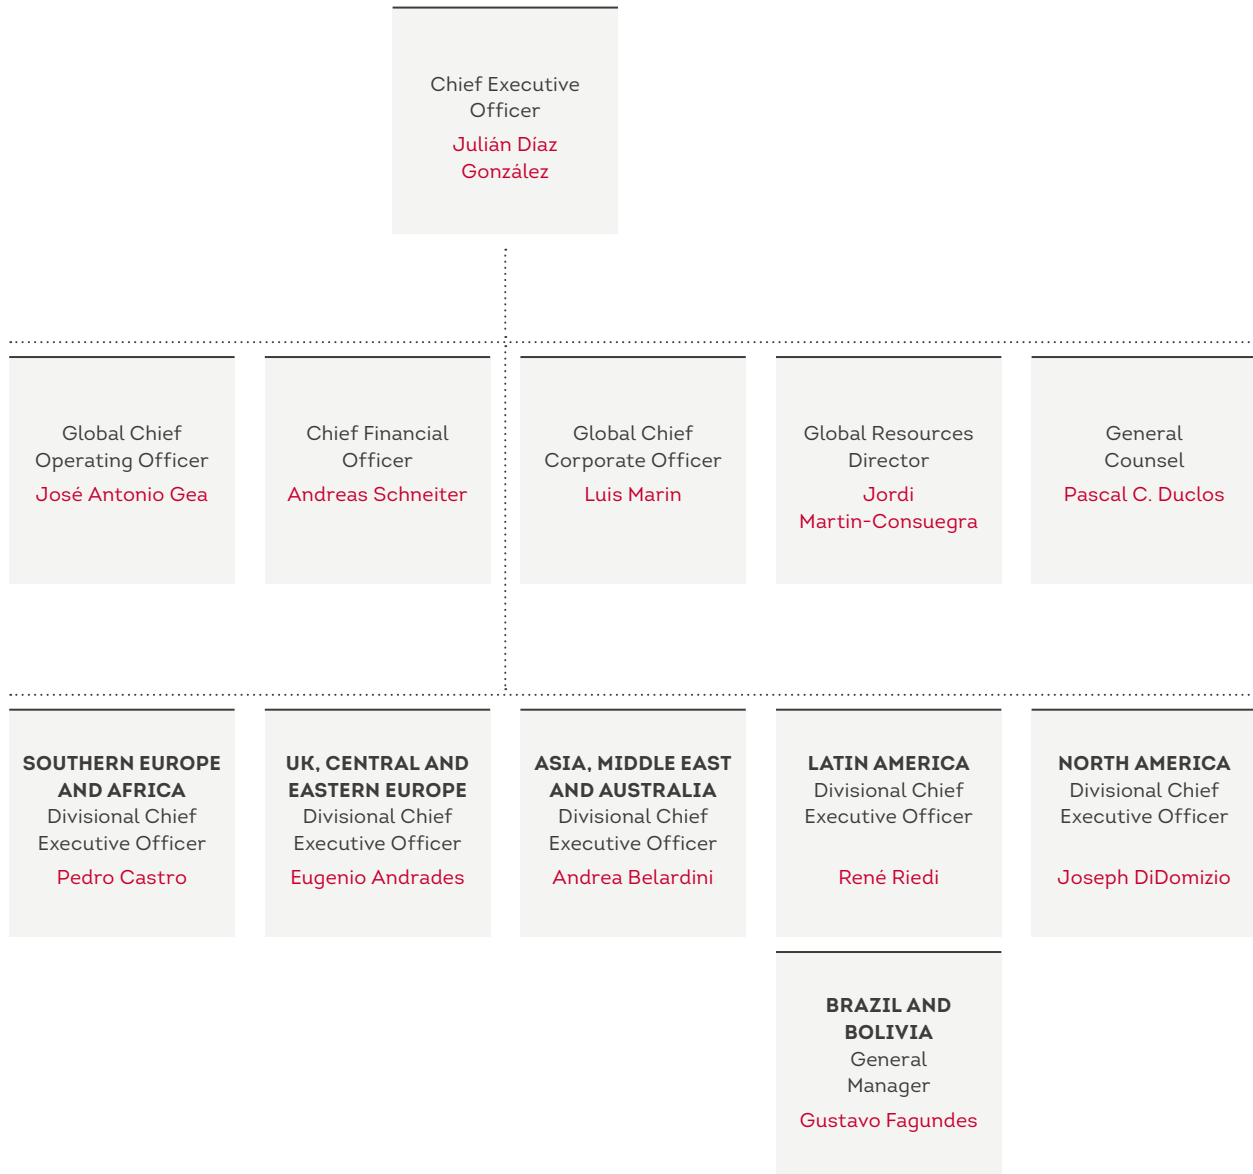 Chief Executive
Officer
Julián Díaz
González
Global Chief
Operating Officer
José Antonio Gea
Chief Financial
Officer
Andreas Schneiter
Global Chief
Corporate Officer
Luis Marin
Global Resources
Director
Jordi
Martin-Consuegra
General
Counsel
Pascal C. Duclos
SOUTHERN EUROPE
AND AFRICA
Divisional Chief
Executive Officer
Pedro Castro
UK, CENTRAL AND
EASTERN EUROPE
Divisional Chief
Executive Officer
Eugenio Andrades
ASIA, MIDDLE EAST
AND AUSTRALIA
Divisional Chief
Executive Officer
Andrea Belardini
LATIN AMERICA
Divisional Chief
Executive Officer
René Riedi
NORTH AMERICA
Divisional Chief
Executive Officer
Joseph DiDomizio
BRAZIL AND
BOLIVIA
General
Manager
Gustavo Fagundes